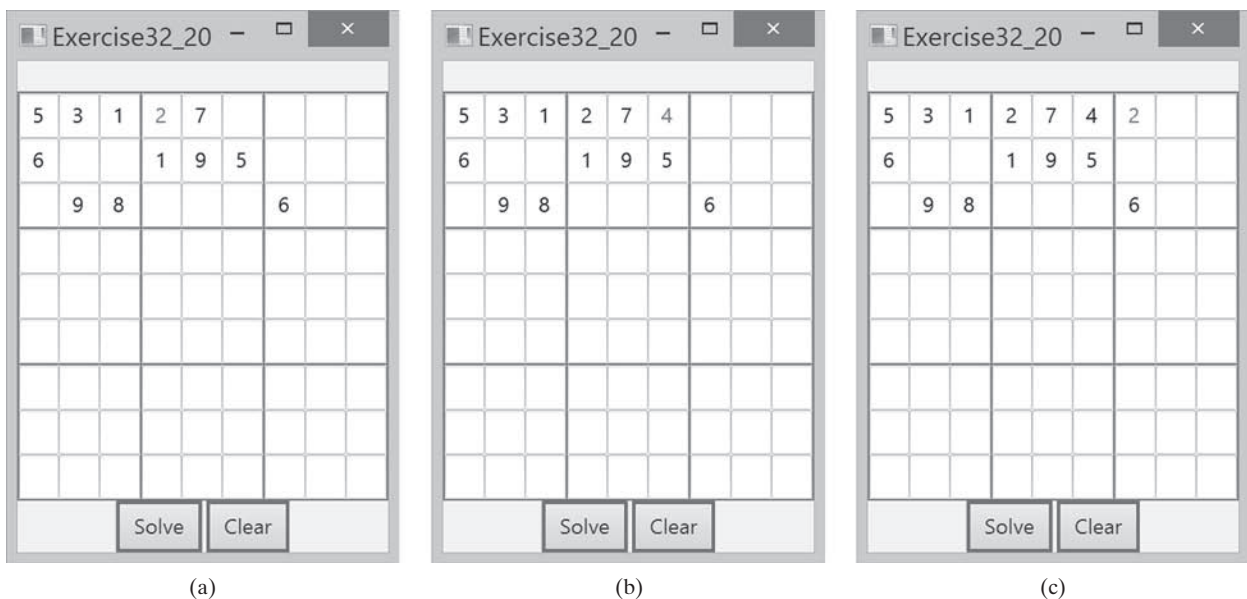 Exercise32_20
5 3 1 2 7
6 1 9 5
9 8 6
Solve Clear
(a)
Exercise32_20
5 3 1 2 7 4
6 1 9 5
9 8 6
Solve Clear
(b)
Exercise32_20
5 3 1 2 7 4 2
6 1 9 5
9 8 6
Solve Clear
(c)